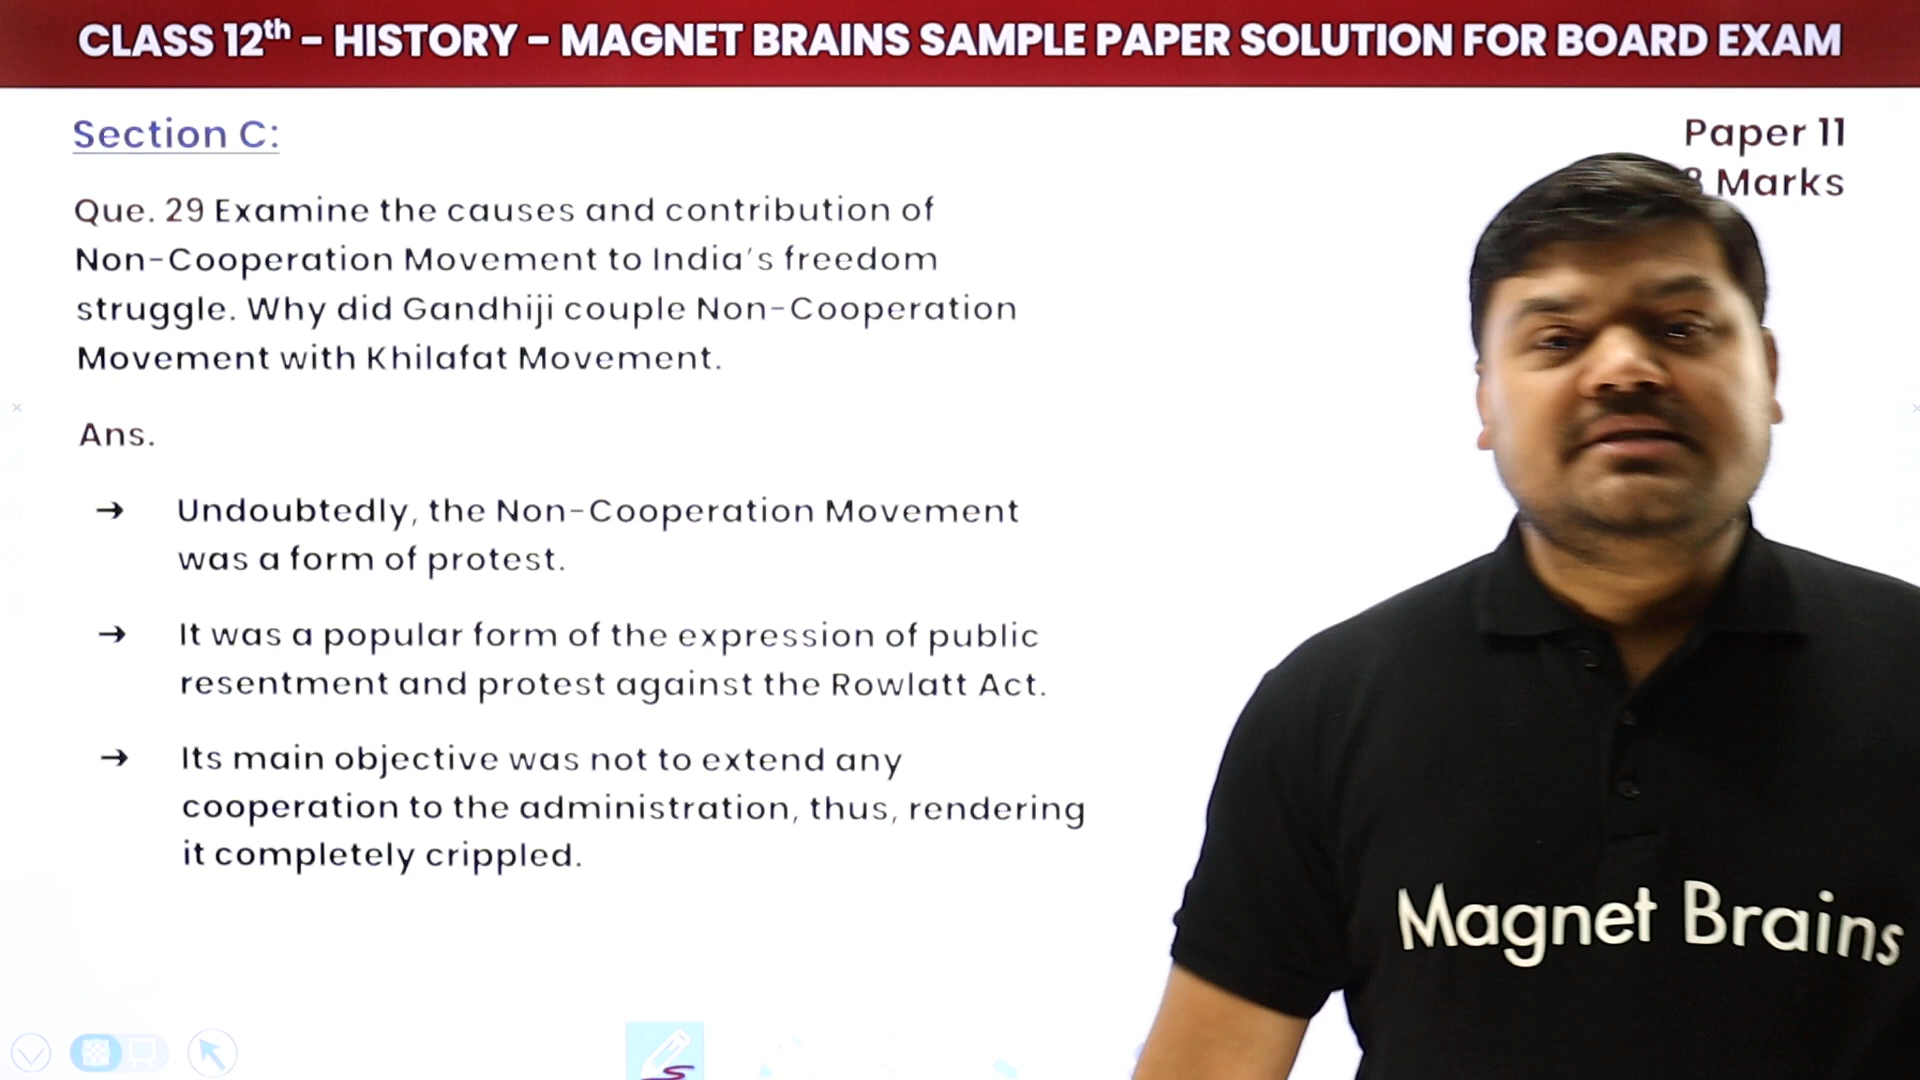 CLASS 12th - HISTORY - MAGNET BRAINS SAMPLE PAPER SOLUTION FOR BOARD EXAM
Section C:
Paper 11
8 Marks
Que. 29 Examine the causes and contribution of
Non-Cooperation Movement to India's freedom
struggle. Why did Gandhiji couple Non-Cooperation
Movement with Khilafat Movement.
Ans.
→ Undoubtedly, the Non-Cooperation Movement
was a form of protest.
→ It was a popular form of the expression of public
resentment and protest against the Rowlatt Act.
→ Its main objective was not to extend any
cooperation to the administration, thus, rendering
it completely crippled.
Magnet Brains